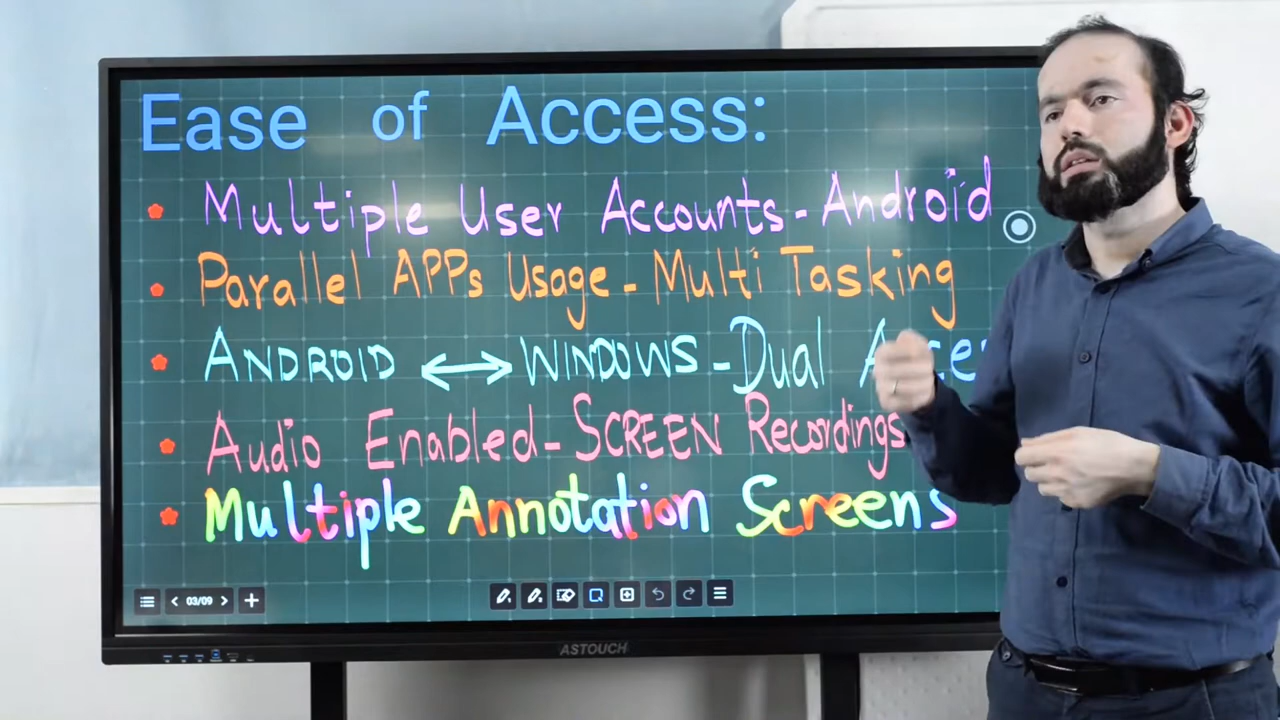 Ease of Access:
Multiple User Accounts - Android
Parallel APPs Usage - Multi Tasking
ANDROID ↔ WINDOWS - Dual
Audio Enabled - SCREEN Recordings
Multiple Annotation Screens
03/09
ASTOUCH